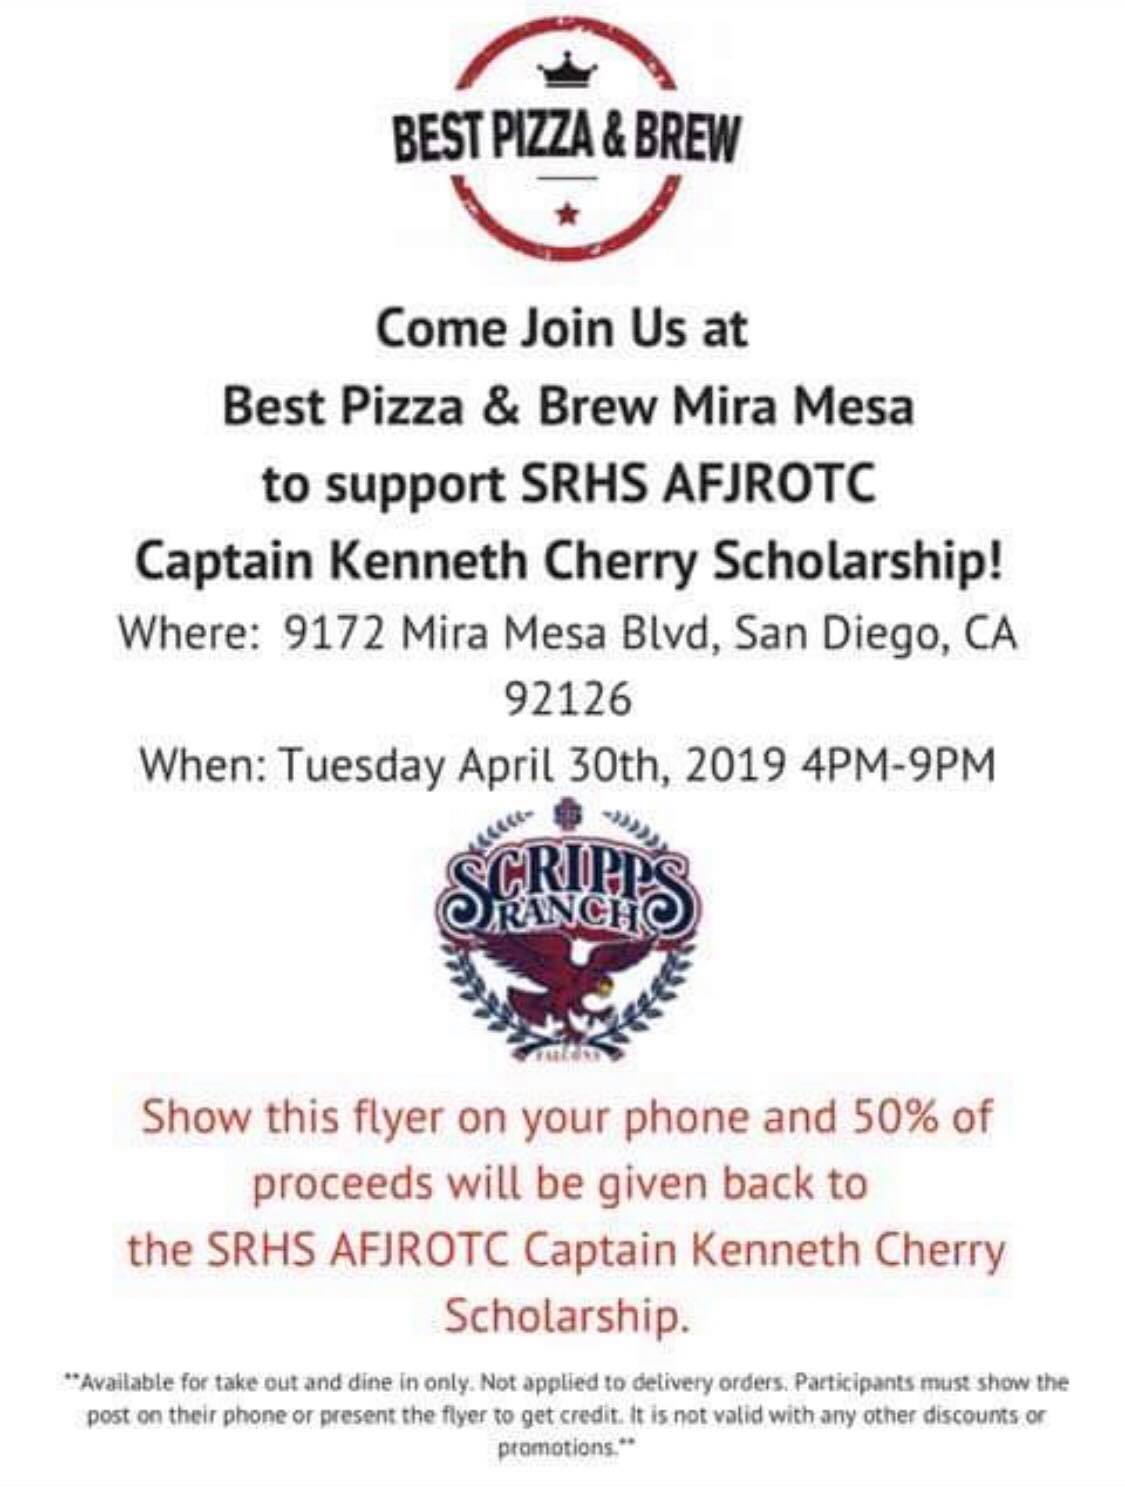 BEST PIZZA & BREW
Come Join Us at
Best Pizza & Brew Mira Mesa
to support SRHS AFJROTC
Captain Kenneth Cherry Scholarship!
Where: 9172 Mira Mesa Blvd, San Diego, CA
92126
When: Tuesday April 30th, 2019 4PM-9PM
SCRIPPS
RANCH
FALCONS
Show this flyer on your phone and 50% of
proceeds will be given back to
the SRHS AFJROTC Captain Kenneth Cherry
Scholarship.
**Available for take out and dine in only. Not applied to delivery orders. Participants must show the
post on their phone or present the flyer to get credit. It is not valid with any other discounts or
promotions.**